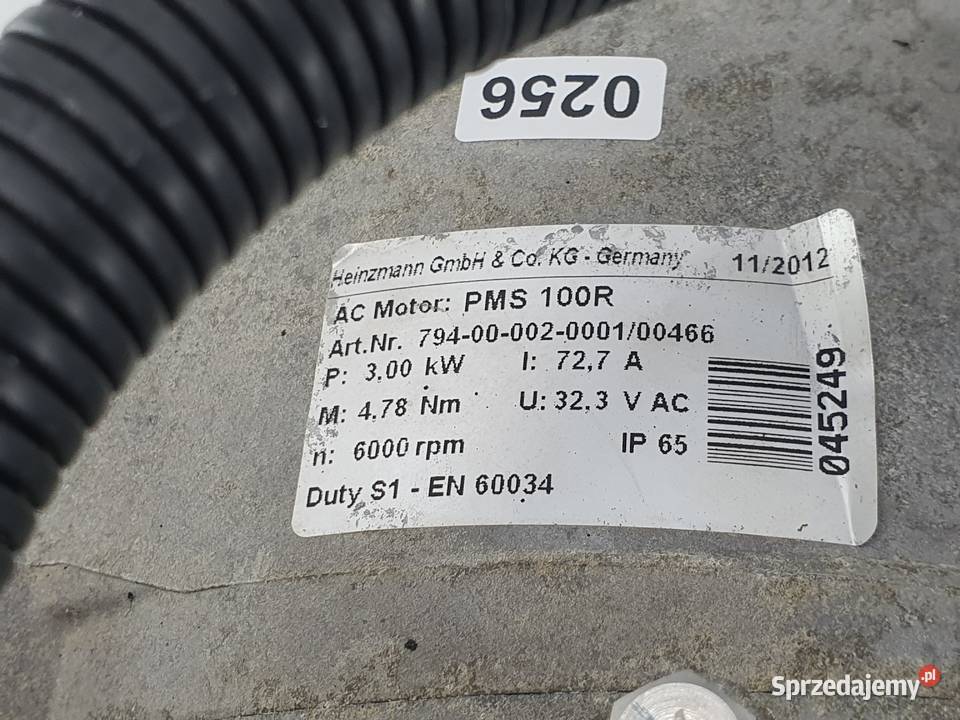 0256
Heinzmann GmbH & Co. KG - Germany 11/2012
AC Motor: PMS 100R
Art.Nr. 794-00-002-0001/00466
P: 3,00 kW I: 72,7 A
M: 4,78 Nm U: 32,3 V AC
n: 6000 rpm IP 65
Duty S1 - EN 60034
045249
Sprzedajemy.pl